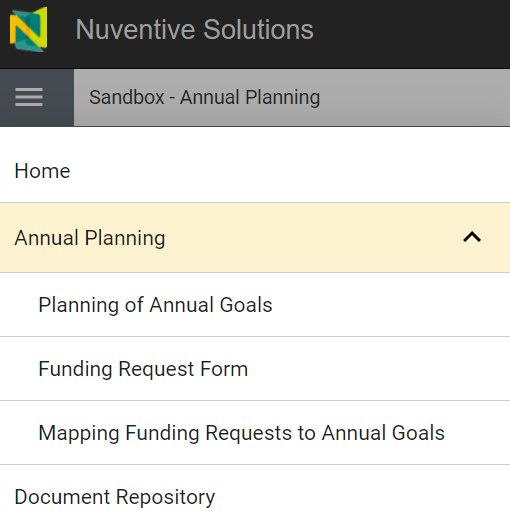 Nuventive Solutions
Sandbox - Annual Planning
Home
Annual Planning
Planning of Annual Goals
Funding Request Form
Mapping Funding Requests to Annual Goals
Document Repository